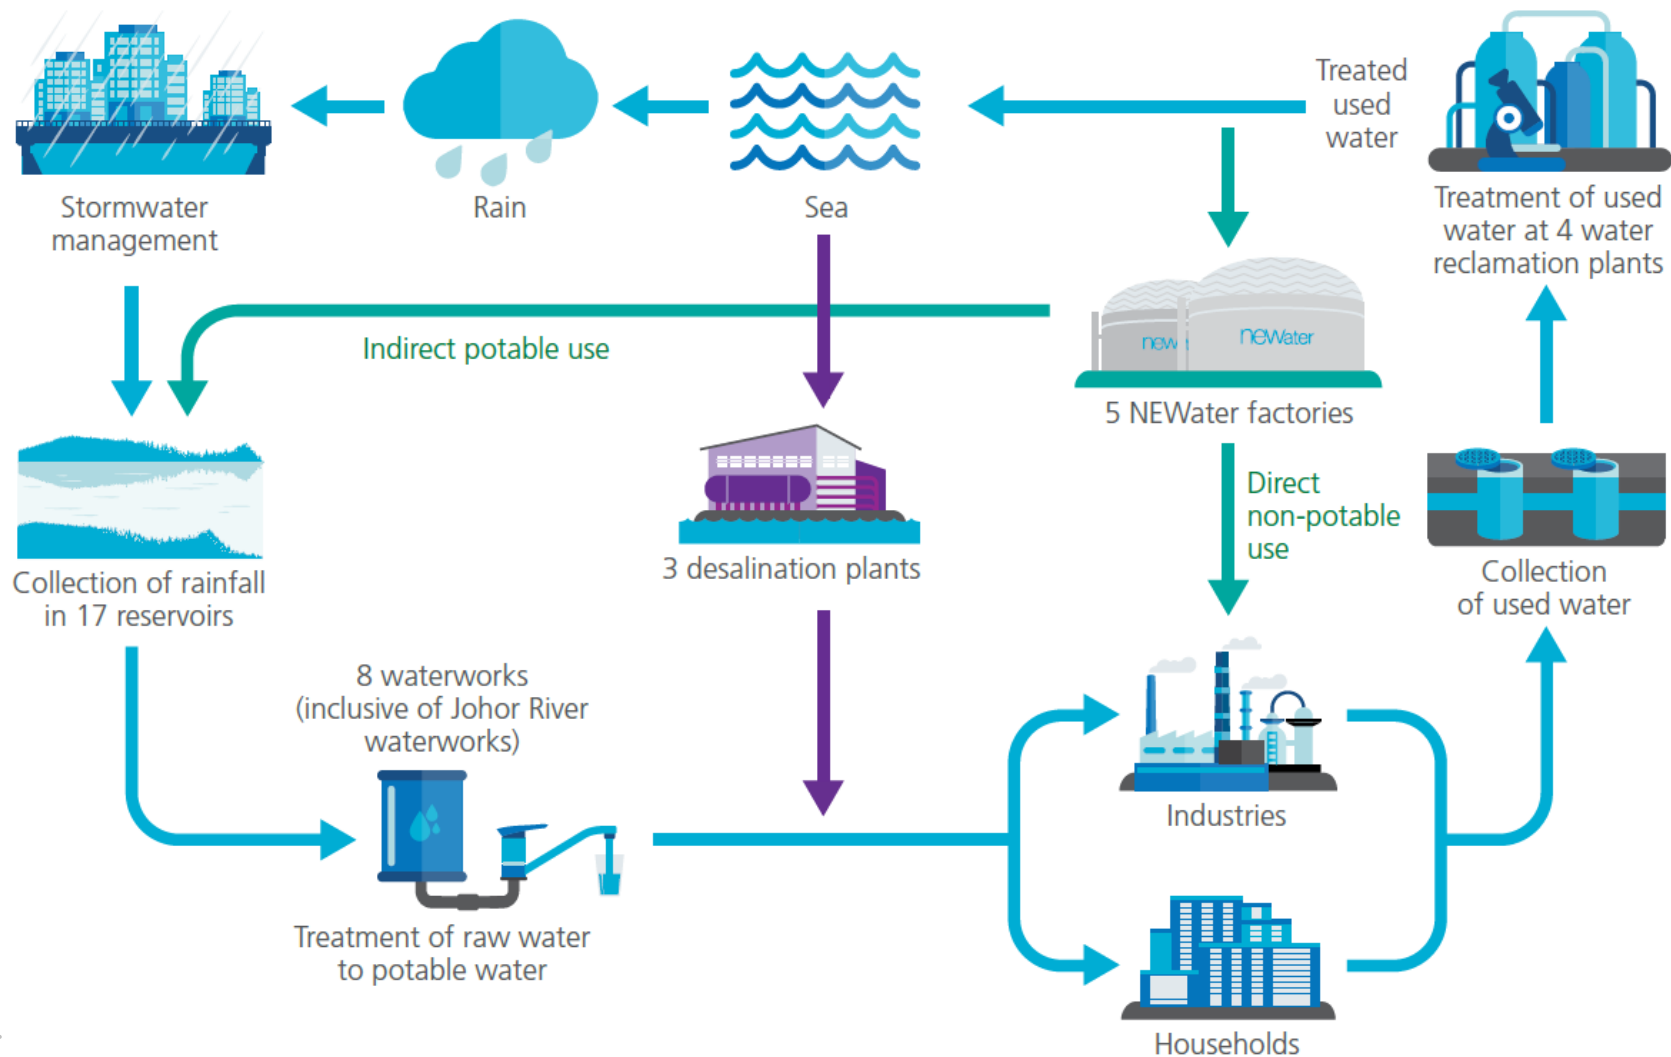 Treated
used
water
Stormwater
management
Rain
Sea
Treatment of used
water at 4 water
reclamation plants
Indirect potable use
newater
5 NEWater factories
Direct
non-potable
use
3 desalination plants
Collection of rainfall
in 17 reservoirs
Collection
of used water
8 waterworks
(inclusive of Johor River
waterworks)
Industries
Treatment of raw water
to potable water
Households